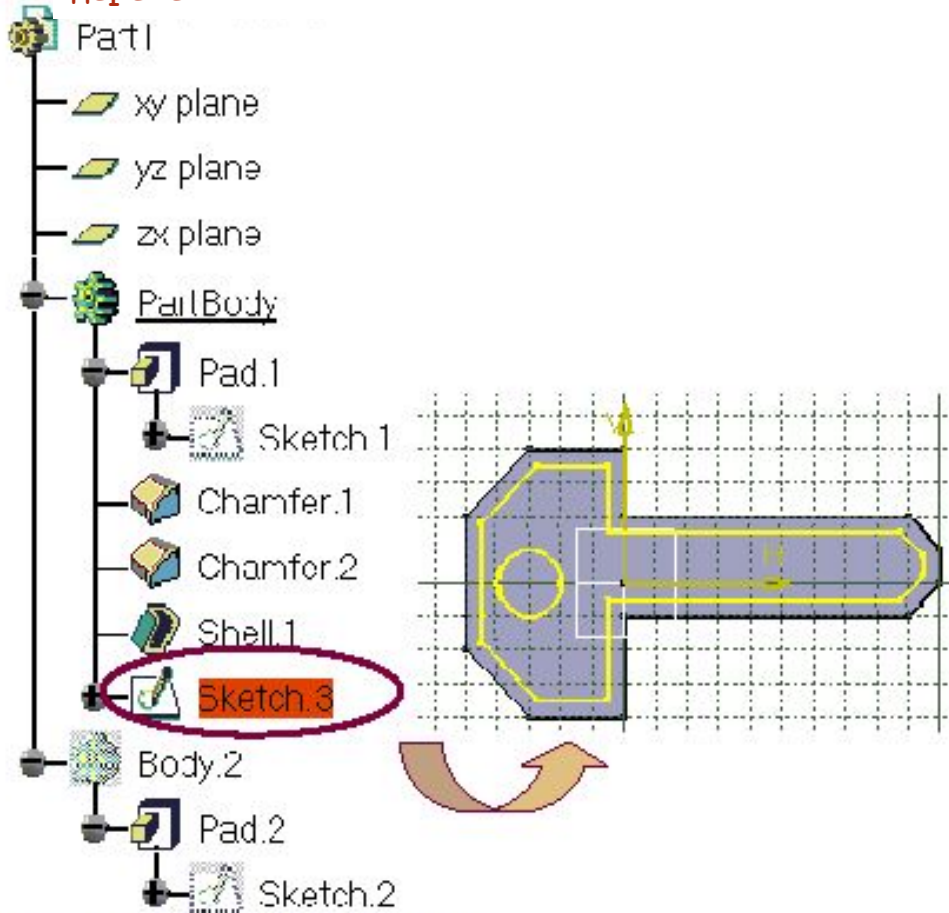 Part1
xy plane
yz plane
zx plane
PartBody
Pad.1
Sketch.1
Chamfer.1
Chamfer.2
Shell.1
Sketch.3
Body.2
Pad.2
Sketch.2
V
H